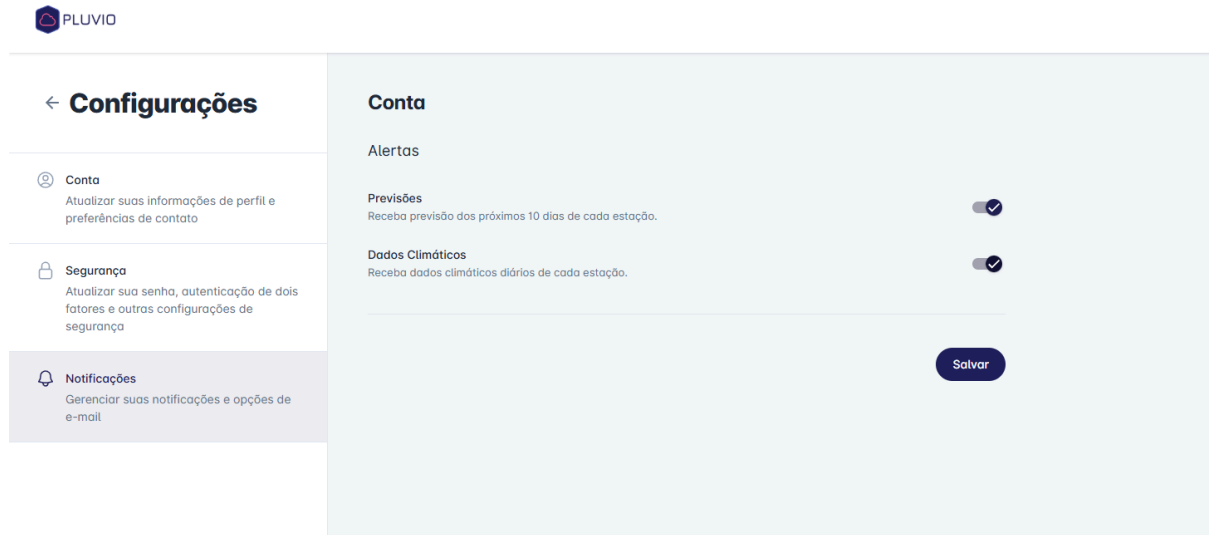 PLUVIO
Configurações
Conta
Atualizar suas informações de perfil e
preferências de contato
Segurança
Atualizar sua senha, autenticação de dois
fatores e outras configurações de
segurança
Notificações
Gerenciar suas notificações e opções de
e-mail
Conta
Alertas
Previsões
Receba previsão dos próximos 10 dias de cada estação.
Dados Climáticos
Receba dados climáticos diários de cada estação.
Salvar